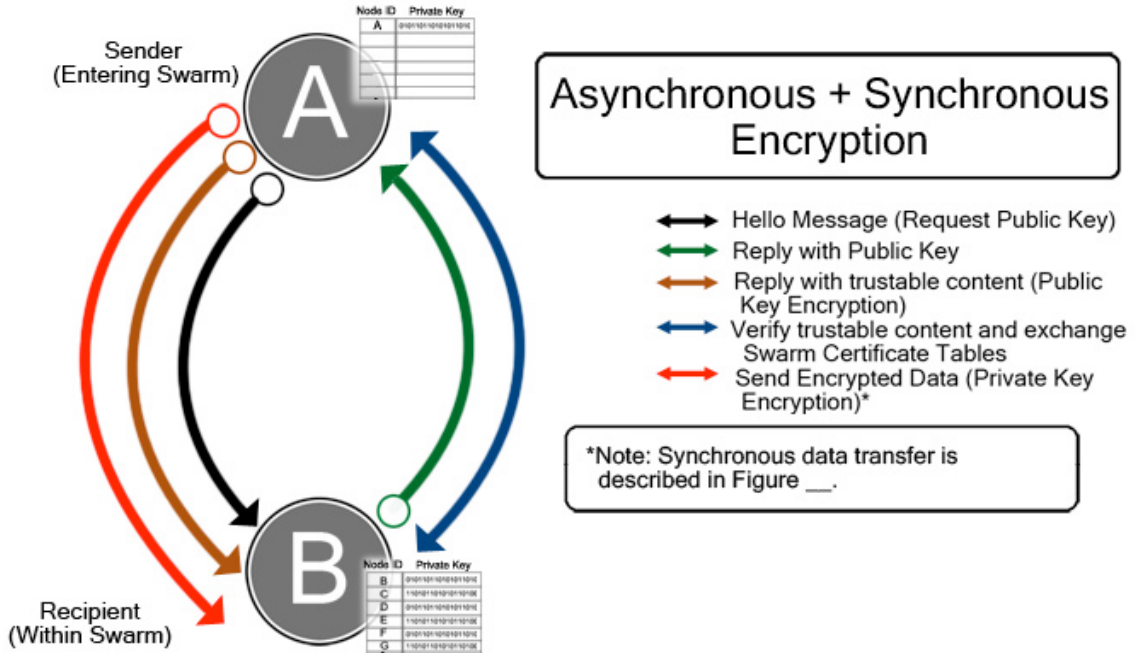 Node ID Private Key
A 0101101101010110100
Sender
(Entering Swarm)
A
Asynchronous + Synchronous
Encryption
Hello Message (Request Public Key)
Reply with Public Key
Reply with trustable content (Public
Key Encryption)
Verify trustable content and exchange
Swarm Certificate Tables
Send Encrypted Data (Private Key
Encryption)*
*Note: Synchronous data transfer is
described in Figure __.
B
Recipient
(Within Swarm)
Node ID Private Key
B
C
D
E
F
G